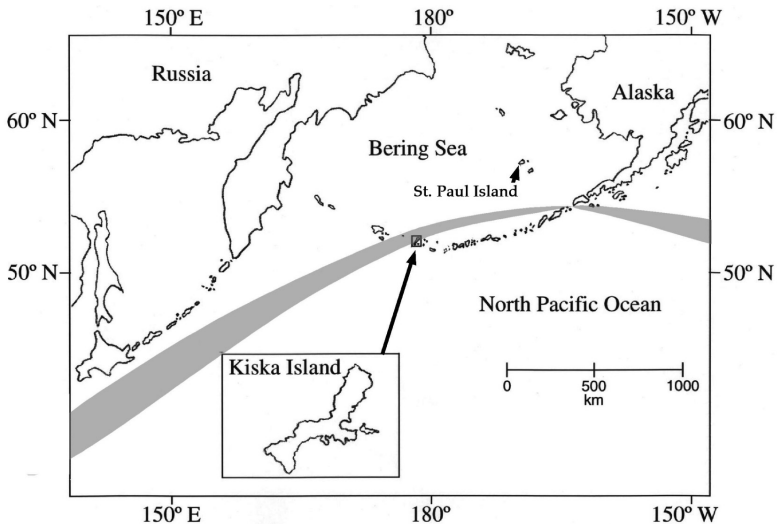 150º E 180º 150º W
Russia
Alaska
60º N 60º N
Bering Sea
St. Paul Island
50º N 50º N
North Pacific Ocean
Kiska Island
0 500 1000
km
150º E 180º 150º W